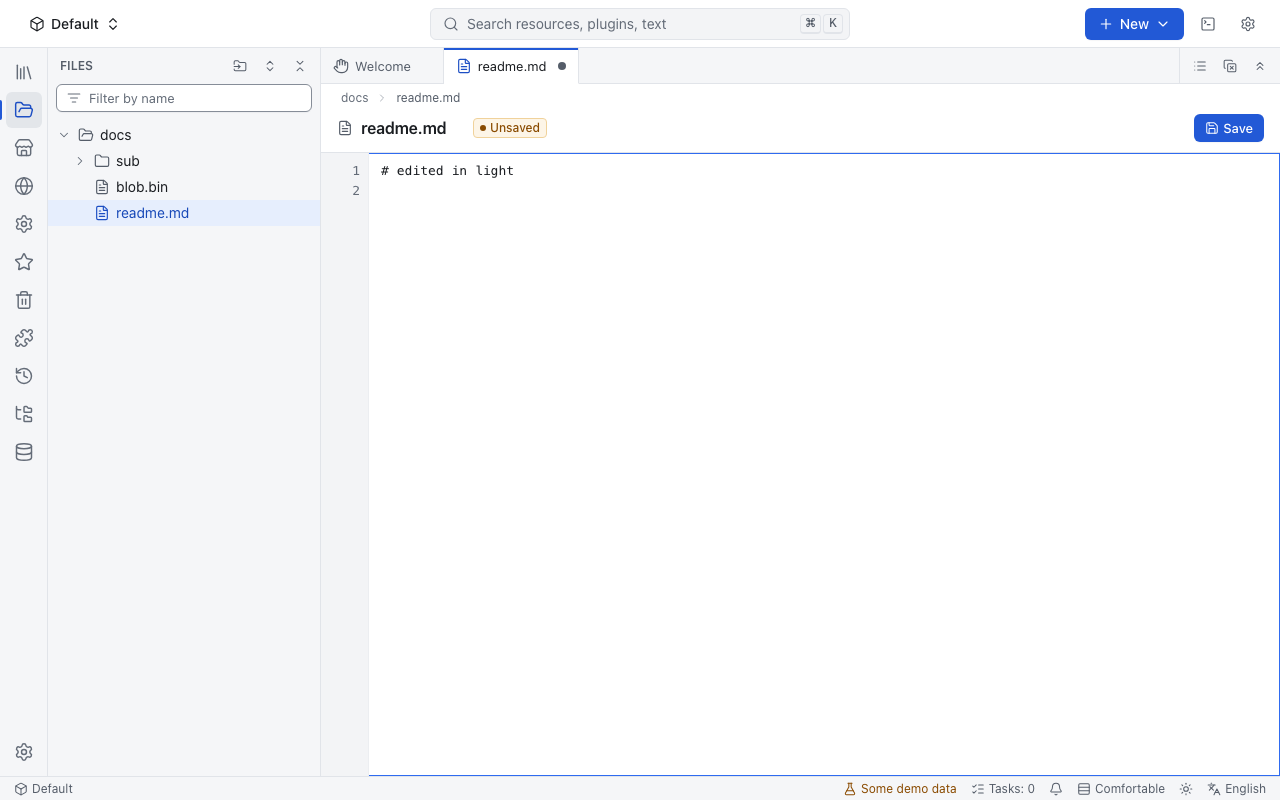 Default
Search resources, plugins, text
⌘ K
New
FILES
Filter by name
docs
sub
blob.bin
readme.md
Welcome
readme.md
docs
readme.md
readme.md
Unsaved
Save
1
# edited in light
2
Default
Some demo data
Tasks: 0
Comfortable
English